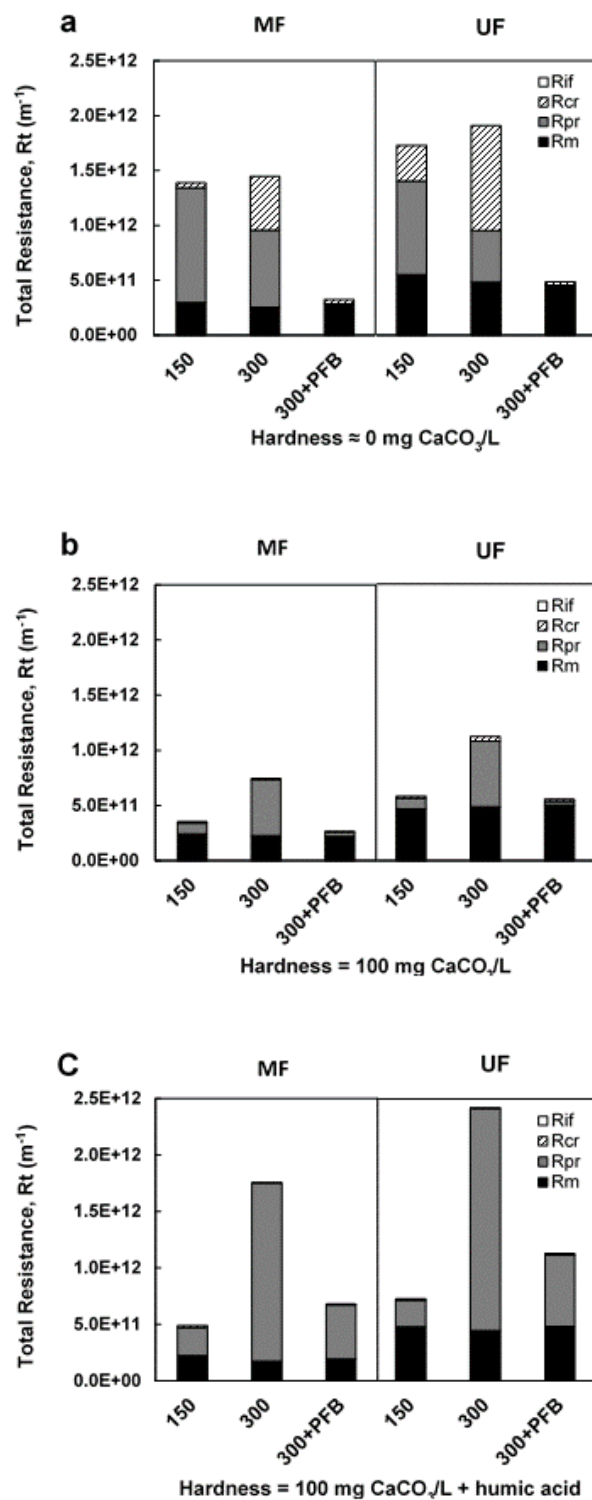 a
MF UF
Total Resistance, Rt (m⁻¹)
2.5E+12
2.0E+12
1.5E+12
1.0E+12
5.0E+11
0.0E+00
Rif
Rcr
Rpr
Rm
150 300 300+PFB 150 300 300+PFB
Hardness ≈ 0 mg CaCO₃/L
b
MF UF
Total Resistance, Rt (m⁻¹)
2.5E+12
2.0E+12
1.5E+12
1.0E+12
5.0E+11
0.0E+00
Rif
Rcr
Rpr
Rm
150 300 300+PFB 150 300 300+PFB
Hardness = 100 mg CaCO₃/L
C
MF UF
Total Resistance, Rt (m⁻¹)
2.5E+12
2.0E+12
1.5E+12
1.0E+12
5.0E+11
0.0E+00
Rif
Rcr
Rpr
Rm
150 300 300+PFB 150 300 300+PFB
Hardness = 100 mg CaCO₃/L + humic acid